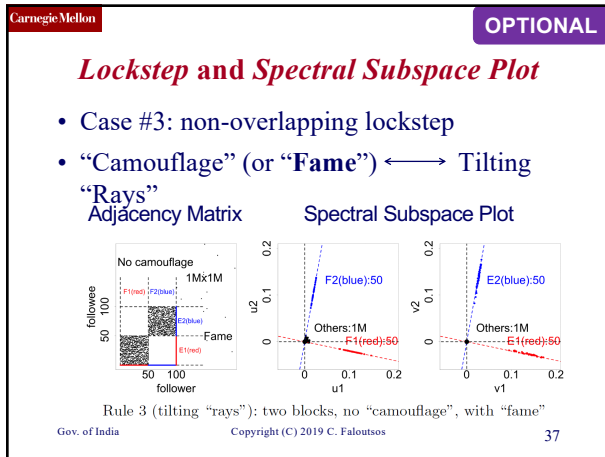 Carnegie Mellon
OPTIONAL
Lockstep and Spectral Subspace Plot
• Case #3: non-overlapping lockstep
• “Camouflage” (or “Fame”) ⟷ Tilting
“Rays”
Adjacency Matrix
Spectral Subspace Plot
No camouflage
1Mx1M
F1(red)
F2(blue)
E2(blue)
Fame
E1(red)
followee
50
100
50
100
follower
0.2
0.1
0
u2
F2(blue):50
Others:1M
F1(red):50
0
0.1
0.2
u1
0.2
0.1
0
v2
E2(blue):50
Others:1M
E1(red):50
0
0.1
0.2
v1
Rule 3 (tilting “rays”): two blocks, no “camouflage”, with “fame”
Gov. of India
Copyright (C) 2019 C. Faloutsos
37